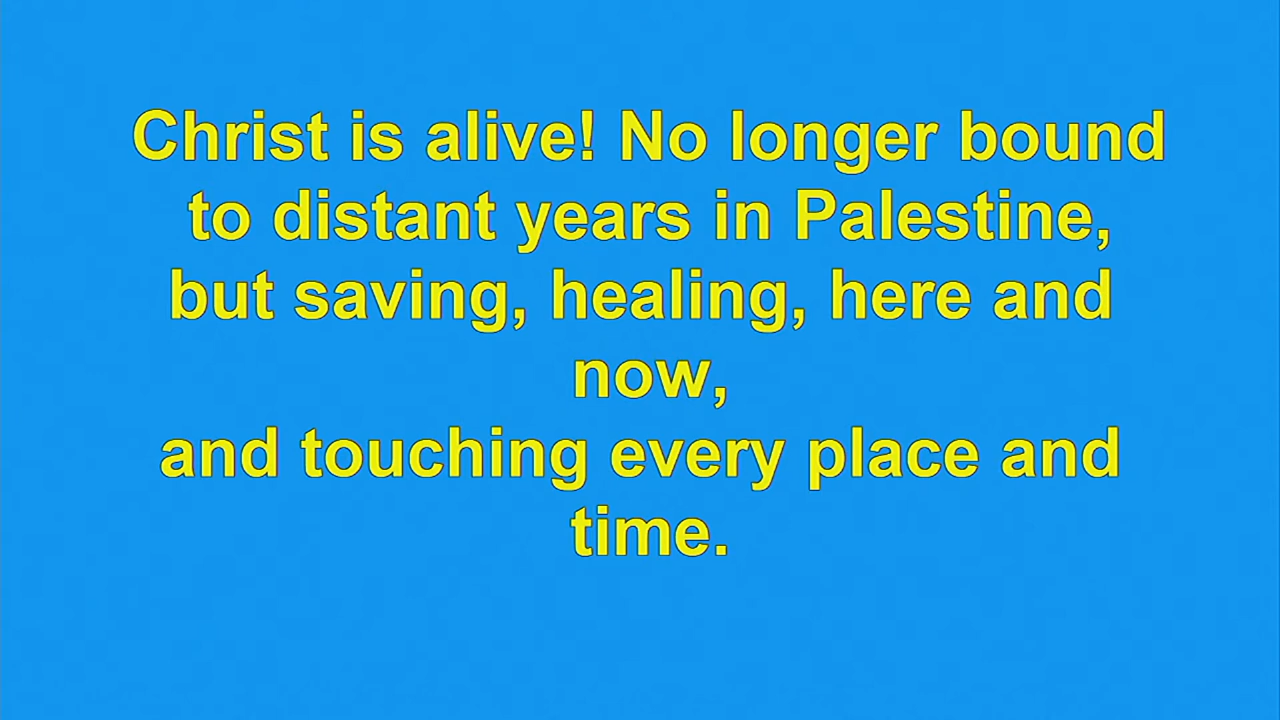 Christ is alive! No longer bound
to distant years in Palestine,
but saving, healing, here and
now,
and touching every place and
time.